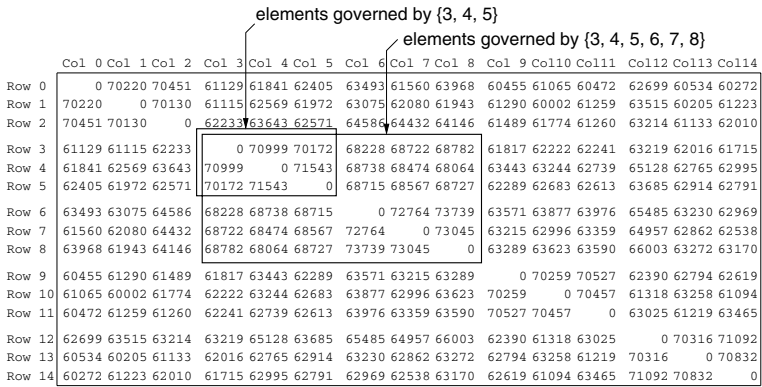 elements governed by {3, 4, 5}
elements governed by {3, 4, 5, 6, 7, 8}
Col 0 Col 1 Col 2 Col 3 Col 4 Col 5 Col 6 Col 7 Col 8 Col 9 Col10 Col11 Col12 Col13 Col14
Row 0 0 70220 70451 61129 61841 62405 63493 61560 63968 60455 61065 60472 62699 60534 60272
Row 1 70220 0 70130 61115 62569 61972 63075 62080 61943 61290 60002 61259 63515 60205 61223
Row 2 70451 70130 0 62233 63643 62571 64586 64432 64146 61489 61774 61260 63214 61133 62010
Row 3 61129 61115 62233 0 70999 70172 68228 68722 68782 61817 62222 62241 63219 62016 61715
Row 4 61841 62569 63643 70999 0 71543 68738 68474 68064 63443 63244 62739 65128 62765 62995
Row 5 62405 61972 62571 70172 71543 0 68715 68567 68727 62289 62683 62613 63685 62914 62791
Row 6 63493 63075 64586 68228 68738 68715 0 72764 73739 63571 63877 63976 65485 63230 62969
Row 7 61560 62080 64432 68722 68474 68567 72764 0 73045 63215 62996 63359 64957 62862 62538
Row 8 63968 61943 64146 68782 68064 68727 73739 73045 0 63289 63623 63590 66003 63272 63170
Row 9 60455 61290 61489 61817 63443 62289 63571 63215 63289 0 70259 70527 62390 62794 62619
Row 10 61065 60002 61774 62222 63244 62683 63877 62996 63623 70259 0 70457 61318 63258 61094
Row 11 60472 61259 61260 62241 62739 62613 63976 63359 63590 70527 70457 0 63025 61219 63465
Row 12 62699 63515 63214 63219 65128 63685 65485 64957 66003 62390 61318 63025 0 70316 71092
Row 13 60534 60205 61133 62016 62765 62914 63230 62862 63272 62794 63258 61219 70316 0 70832
Row 14 60272 61223 62010 61715 62995 62791 62969 62538 63170 62619 61094 63465 71092 70832 0